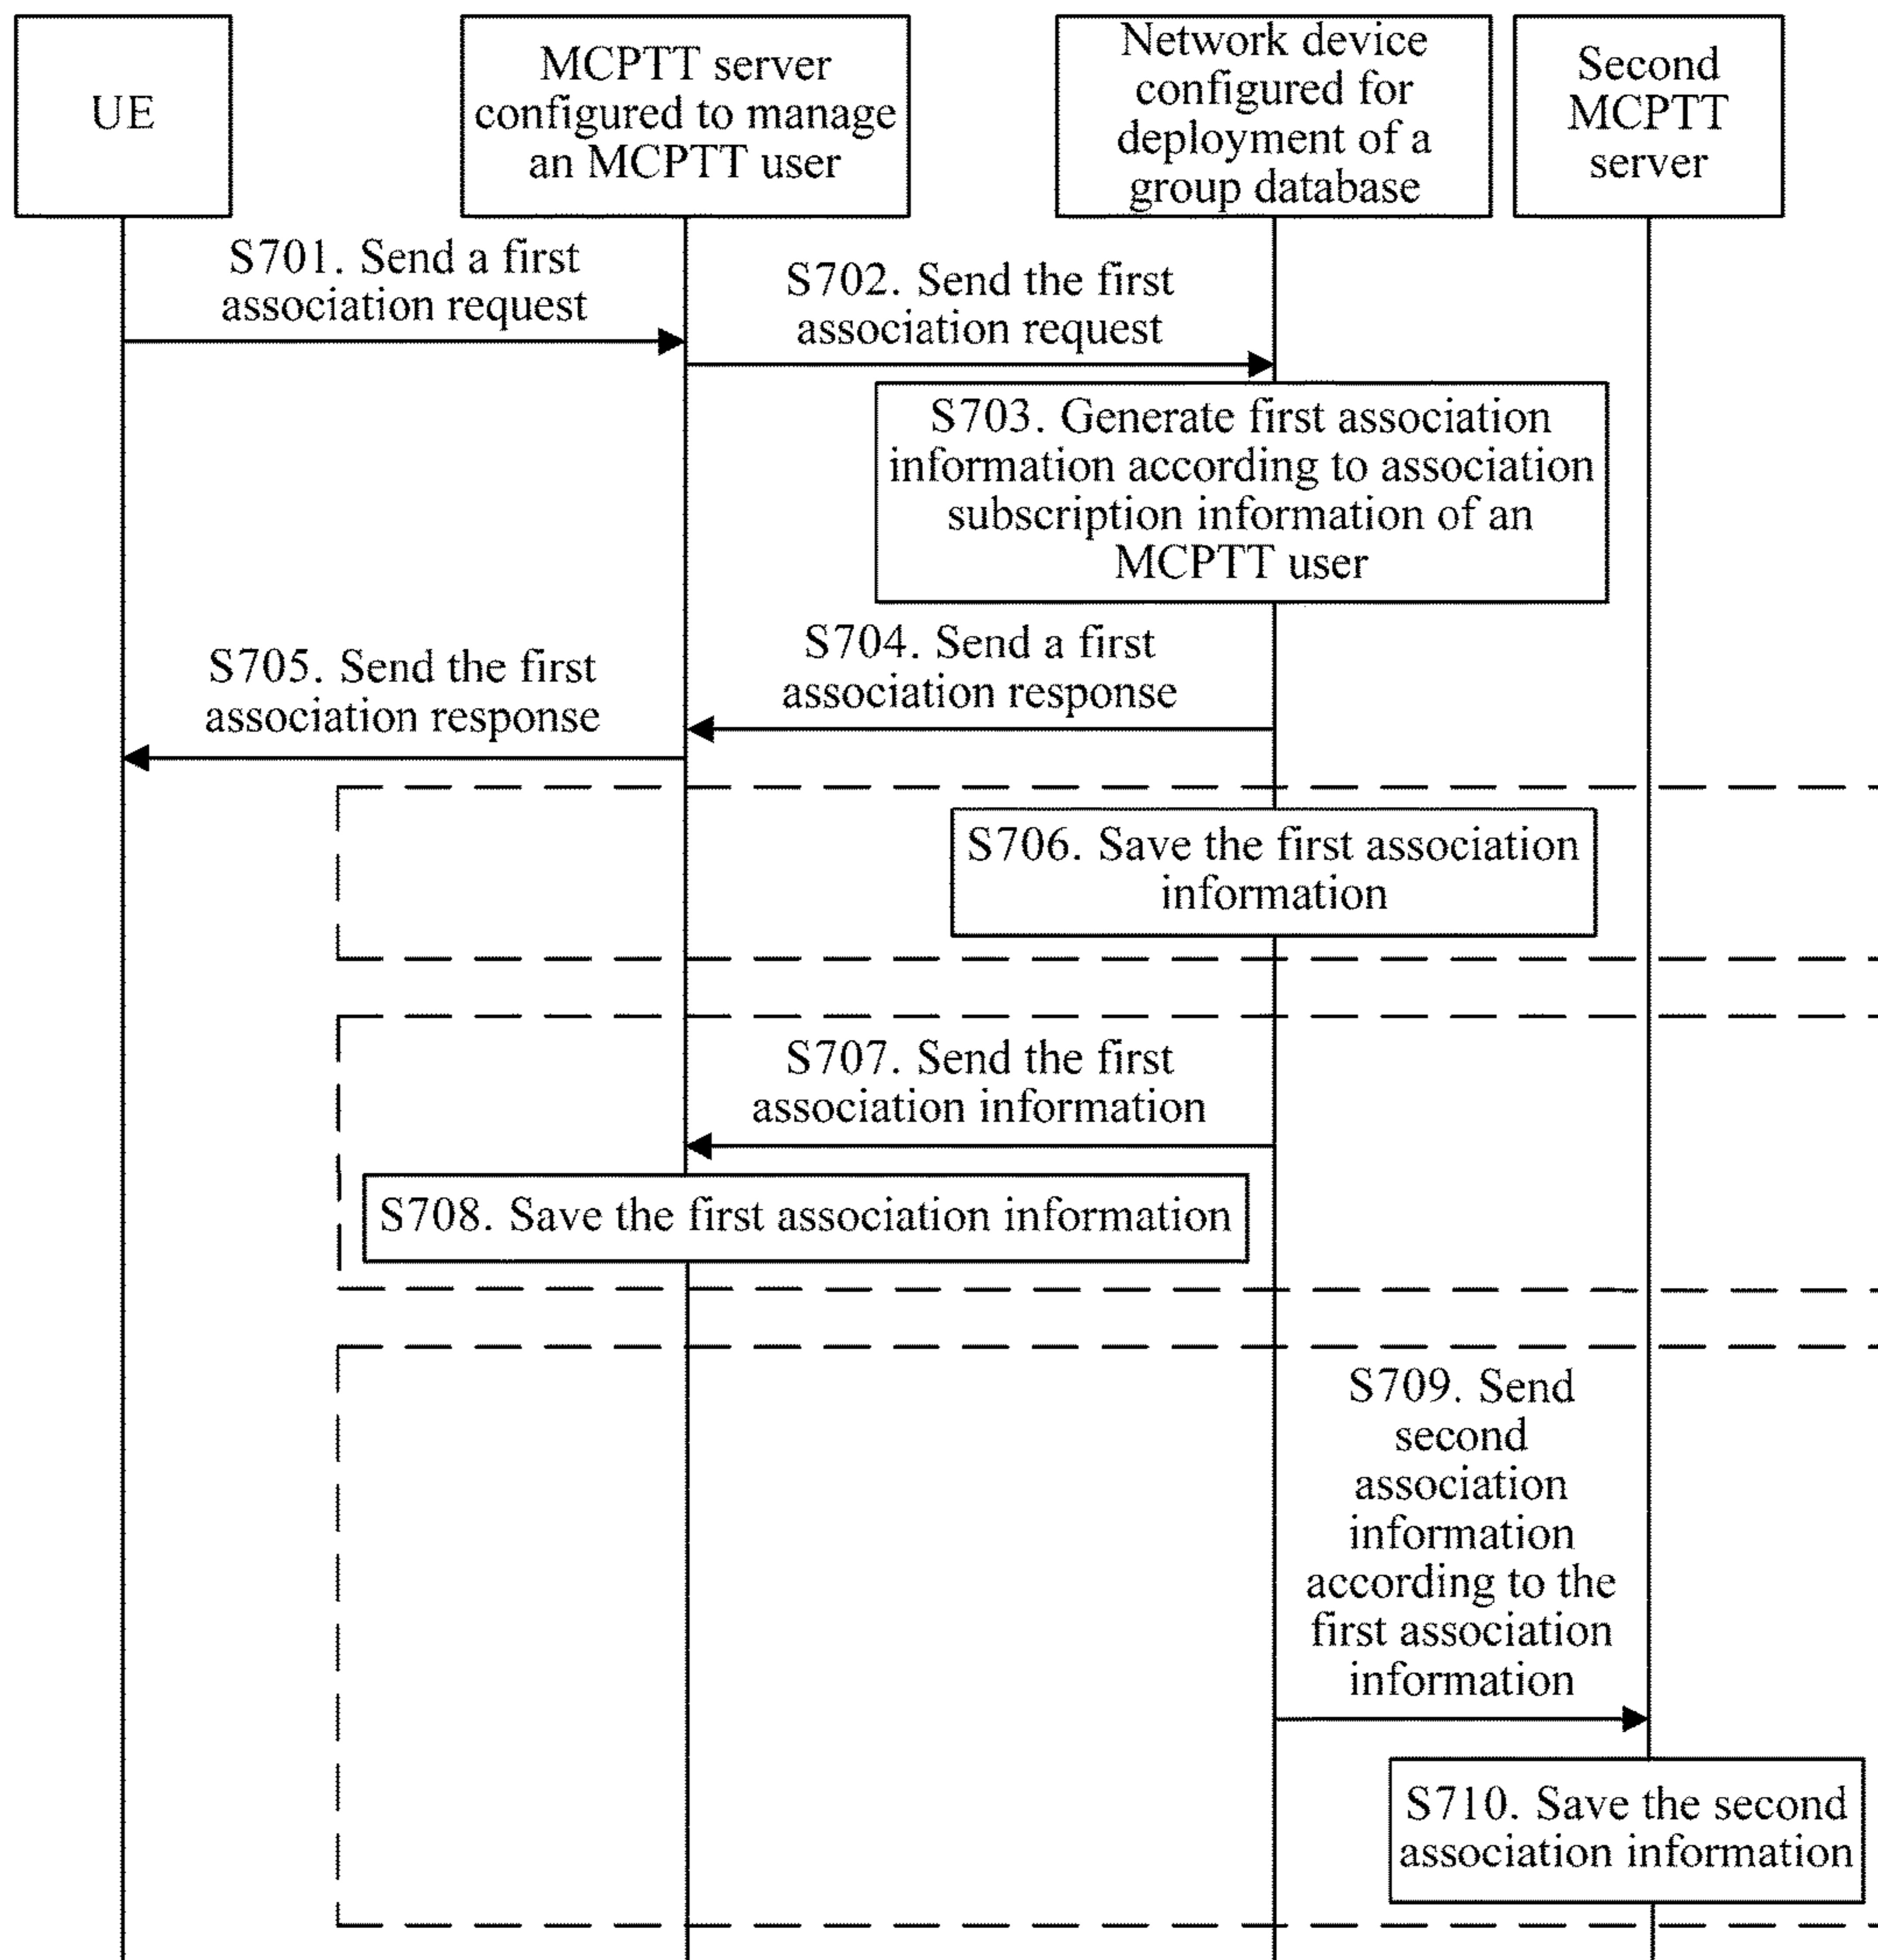 UE
MCPTT server
configured to manage
an MCPTT user
Network device
configured for
deployment of a
group database
Second
MCPTT
server
S701. Send a first
association request
S702. Send the first
association request
S703. Generate first association
information according to association
subscription information of an
MCPTT user
S704. Send a first
association response
S705. Send the first
association response
S706. Save the first association
information
S707. Send the first
association information
S708. Save the first association information
S709. Send
second
association
information
according to the
first association
information
S710. Save the second
association information